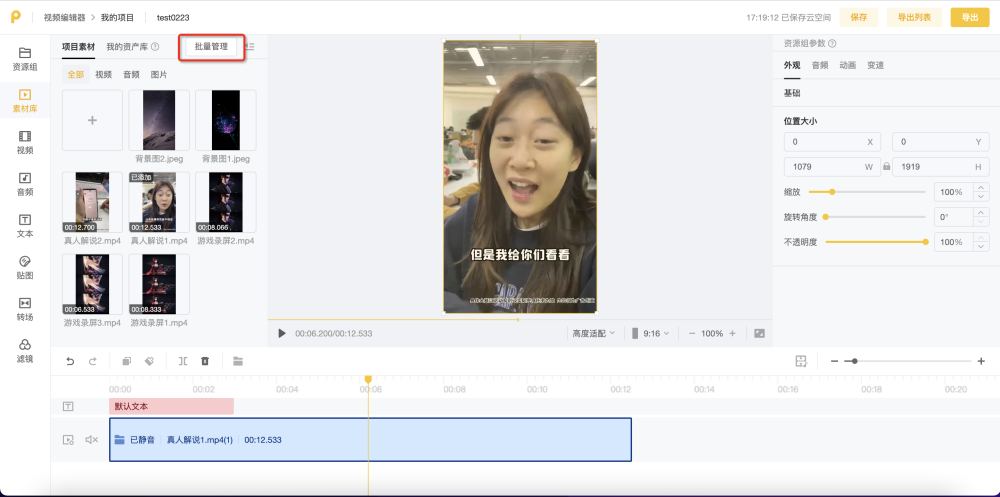 视频编辑器 > 我的项目 test0223
17:19:12 已保存云空间 保存 导出列表 导出
资源组
素材库
视频
音频
文本
贴图
转场
滤镜
项目素材 我的资产库 批量管理
全部 视频 音频 图片
背景图2.jpeg 背景图1.jpeg
已添加
00:12.700 00:12.533 00:08.066
真人解说2.mp4 真人解说1.mp4 游戏录屏2.mp4
00:06.533 00:08.333
游戏录屏3.mp4 游戏录屏1.mp4
但是我给你们看看
00:06.200/00:12.533 高度适配 9:16 100%
资源组参数
外观 音频 动画 变速
基础
位置大小
0 X 0 Y
1079 W 1919 H
缩放 100%
旋转角度 0°
不透明度 100%
00:00 00:02 00:04 00:06 00:08 00:10 00:12 00:14 00:16 00:18 00:20
默认文本
已静音 真人解说1.mp4(1) 00:12.533